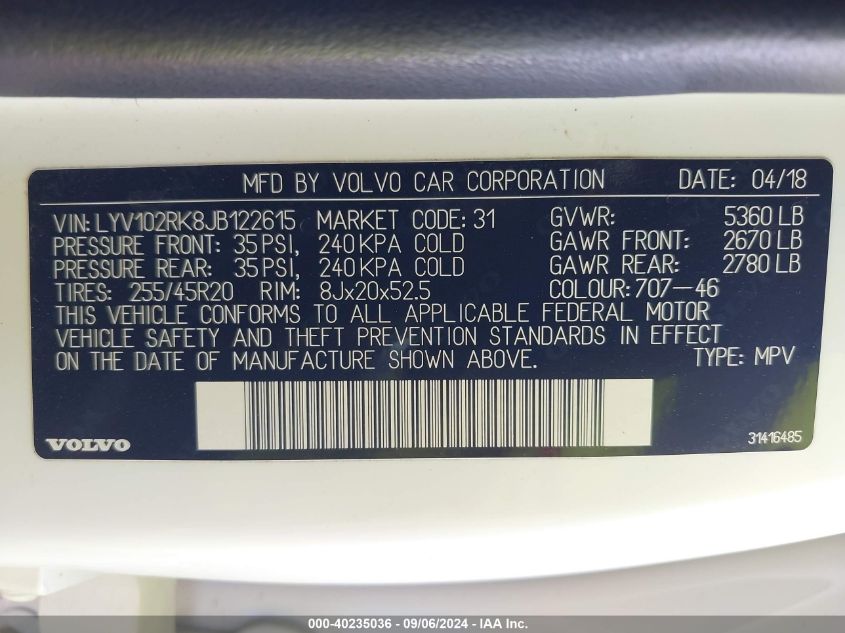 MFD BY VOLVO CAR CORPORATION DATE: 04/18
VIN: LYV102RK8JB122615 MARKET CODE: 31 GVWR: 5360 LB
PRESSURE FRONT: 35 PSI, 240 KPA COLD GAWR FRONT: 2670 LB
PRESSURE REAR: 35 PSI, 240 KPA COLD GAWR REAR: 2780 LB
TIRES: 255/45R20 RIM: 8Jx20x52.5 COLOUR: 707-46
THIS VEHICLE CONFORMS TO ALL APPLICABLE FEDERAL MOTOR
VEHICLE SAFETY AND THEFT PREVENTION STANDARDS IN EFFECT
ON THE DATE OF MANUFACTURE SHOWN ABOVE. TYPE: MPV
VOLVO 31416485
000-40235036 - 09/06/2024 - IAA Inc.